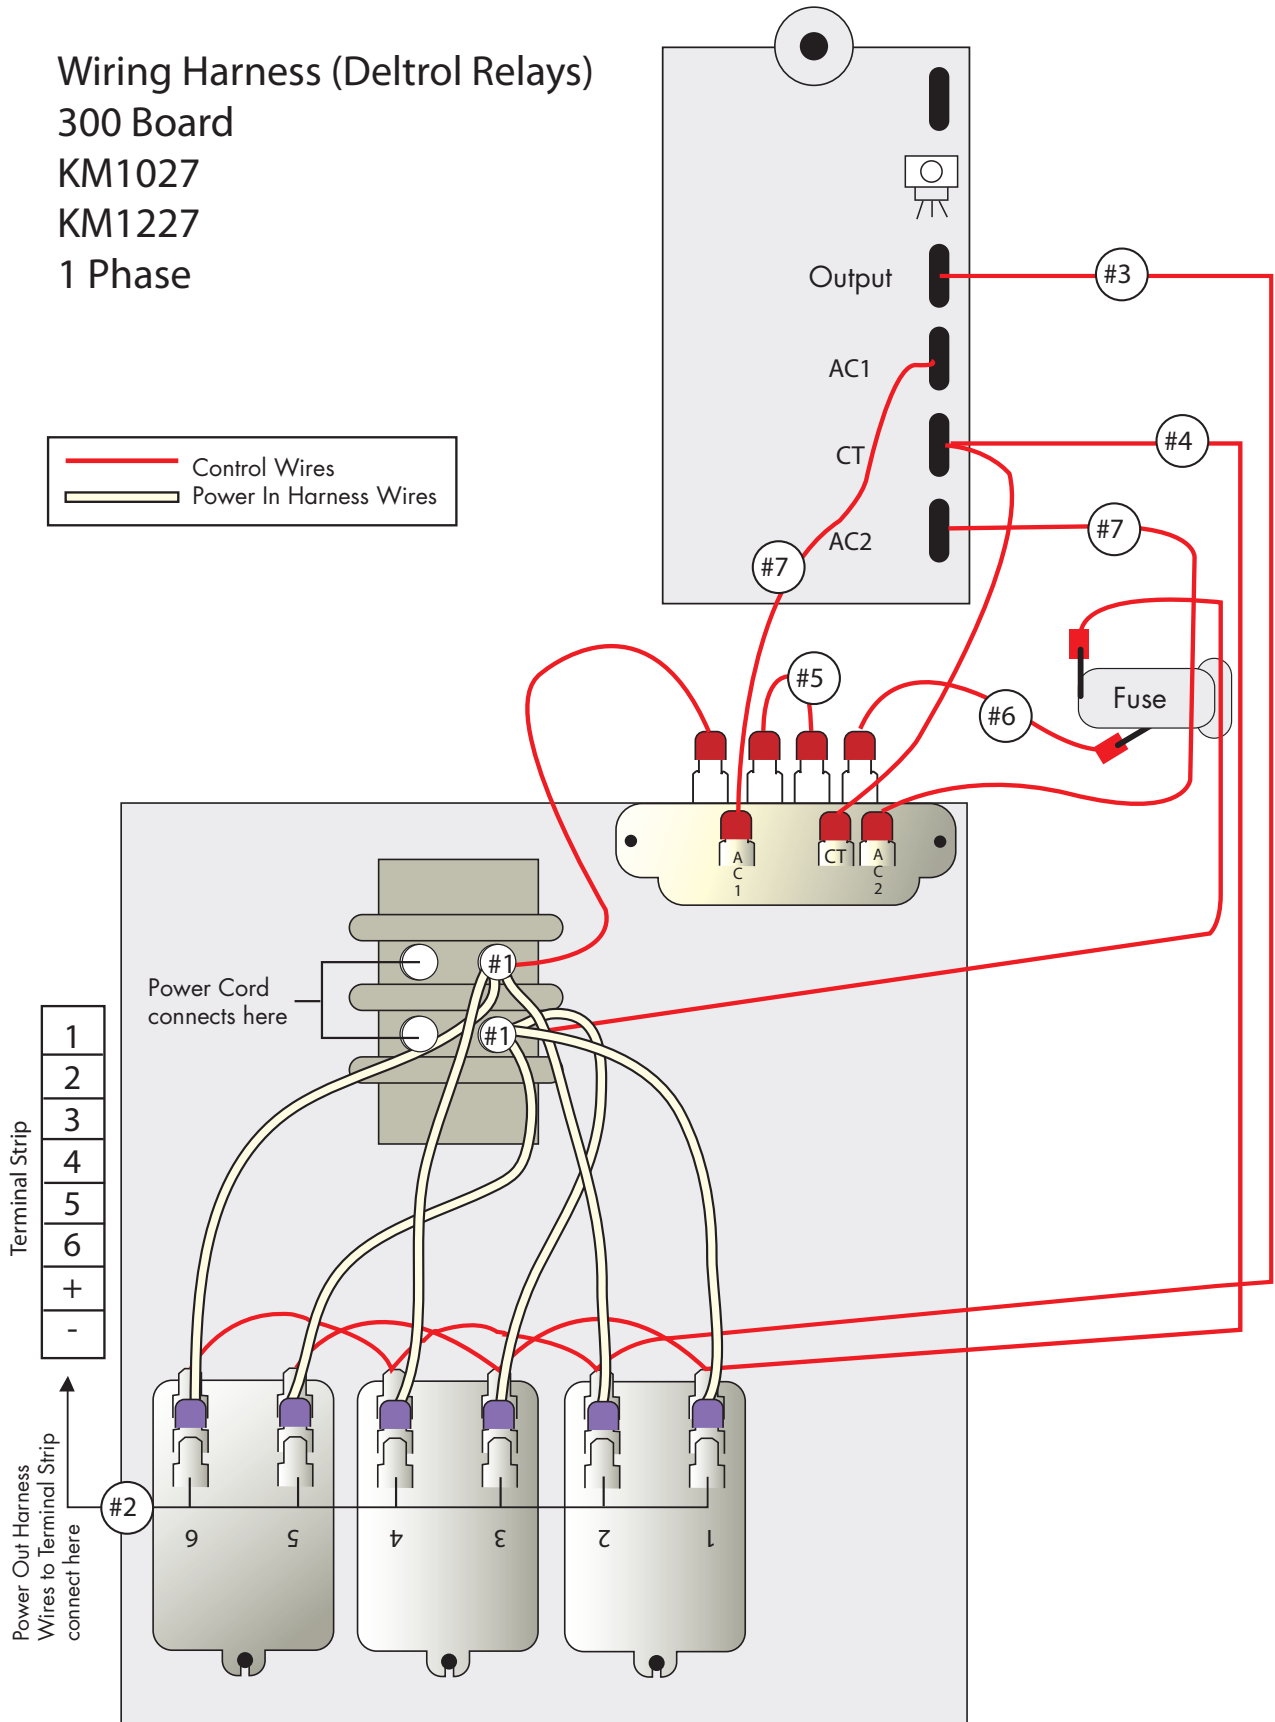 Wiring Harness (Deltrol Relays)
300 Board
KM1027
KM1227
1 Phase
Control Wires
Power In Harness Wires
Output
AC1
CT
AC2
#3
#4
#7
#7
#5
#6
Fuse
AC1
CT
AC2
Power Cord
connects here
#1
#1
Terminal Strip
1
2
3
4
5
6
+
-
#2
Power Out Harness
Wires to Terminal Strip
connect here
6
5
4
3
2
1